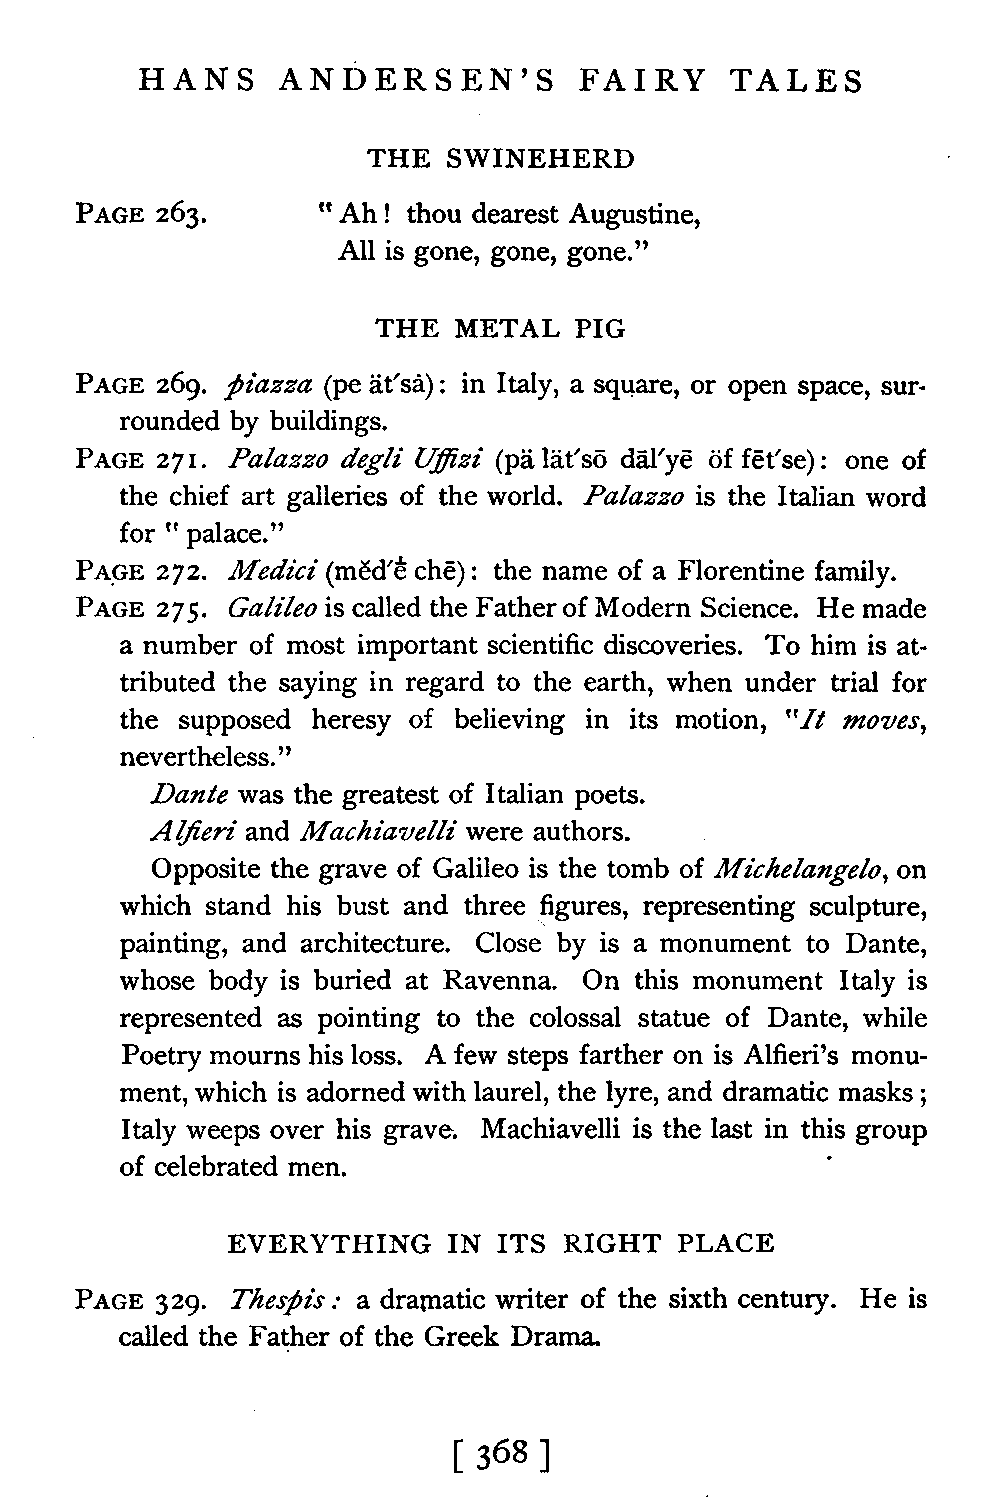 HANS ANDERSEN'S FAIRY TALES
THE SWINEHERD
PAGE 263. "Ah! thou dearest Augustine,
All is gone, gone, gone."
THE METAL PIG
PAGE 269. piazza (pe ät′sȧ): in Italy, a square, or open space, sur-
rounded by buildings.
PAGE 271. Palazzo degli Uffizi (pä lät′sō dāl′yē öf fēt′se): one of
the chief art galleries of the world. Palazzo is the Italian word
for "palace."
PAGE 272. Medici (mĕd′ė chē): the name of a Florentine family.
PAGE 275. Galileo is called the Father of Modern Science. He made
a number of most important scientific discoveries. To him is at-
tributed the saying in regard to the earth, when under trial for
the supposed heresy of believing in its motion, "It moves,
nevertheless."
Dante was the greatest of Italian poets.
Alfieri and Machiavelli were authors.
Opposite the grave of Galileo is the tomb of Michelangelo, on
which stand his bust and three figures, representing sculpture,
painting, and architecture. Close by is a monument to Dante,
whose body is buried at Ravenna. On this monument Italy is
represented as pointing to the colossal statue of Dante, while
Poetry mourns his loss. A few steps farther on is Alfieri's monu-
ment, which is adorned with laurel, the lyre, and dramatic masks;
Italy weeps over his grave. Machiavelli is the last in this group
of celebrated men.
EVERYTHING IN ITS RIGHT PLACE
PAGE 329. Thespis: a dramatic writer of the sixth century. He is
called the Father of the Greek Drama.
[ 368 ]